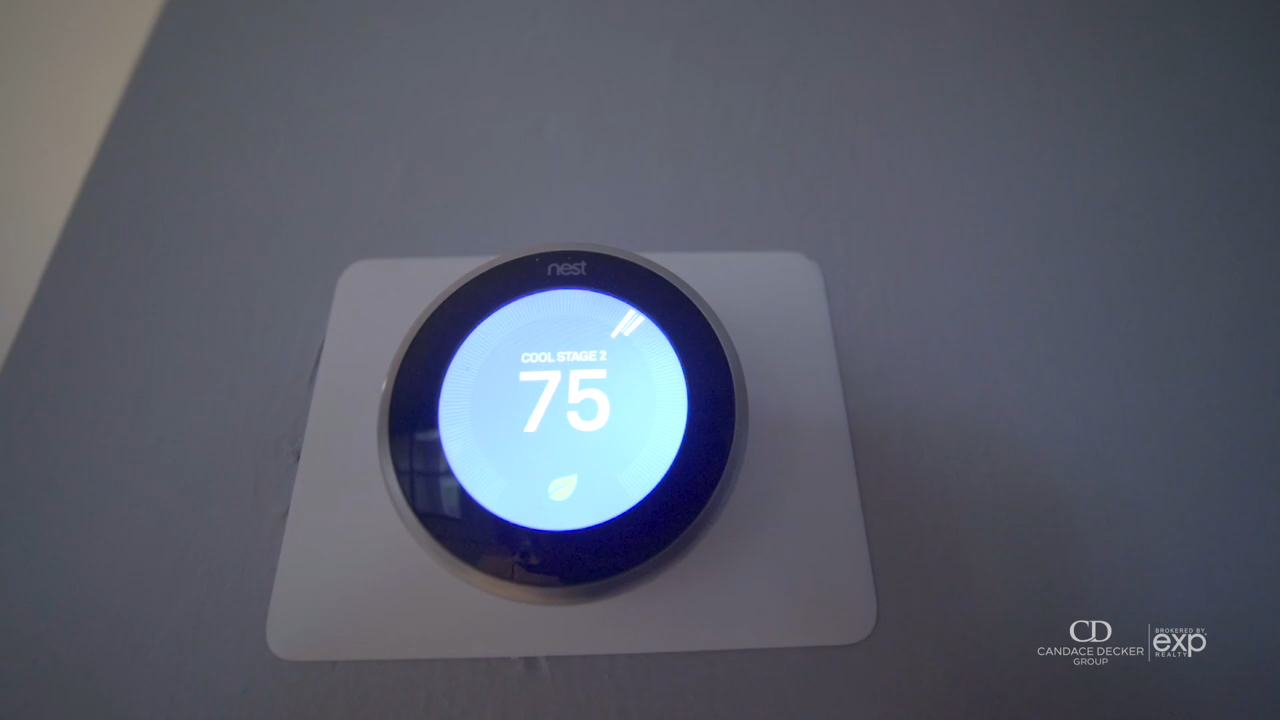 nest
COOL STAGE 2
75
CD
CANDACE DECKER
GROUP
BROKERED BY
exp
REALTY